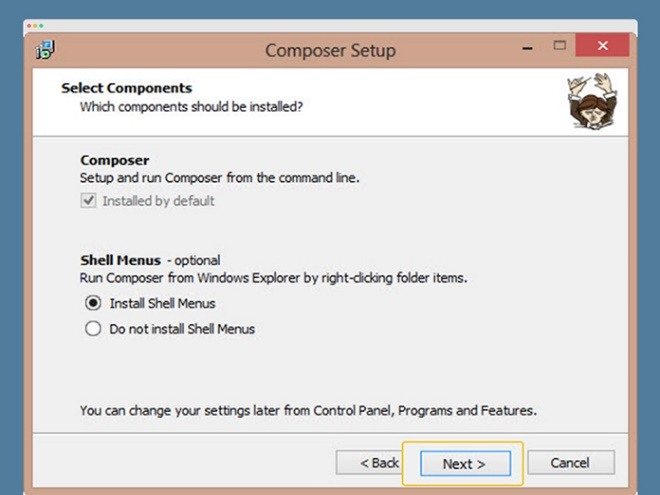 Composer Setup
Select Components
Which components should be installed?
Composer
Setup and run Composer from the command line.
Installed by default
Shell Menus - optional
Run Composer from Windows Explorer by right-clicking folder items.
Install Shell Menus
Do not install Shell Menus
You can change your settings later from Control Panel, Programs and Features.
< Back Next > Cancel